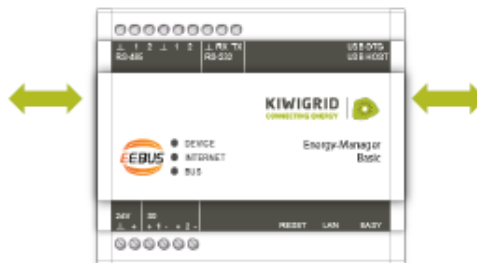 ⊥ 1 2 ⊥ 1 2 ⊥ RX TX USB OTG
RS-485 RS-232 USB HOST
KIWIGRID
CONNECTING ENERGY
EEBUS
DEVICE
INTERNET
BUS
Energy-Manager
Basic
24V S0
⊥ + + 1 - + 2 - RESET LAN EASY